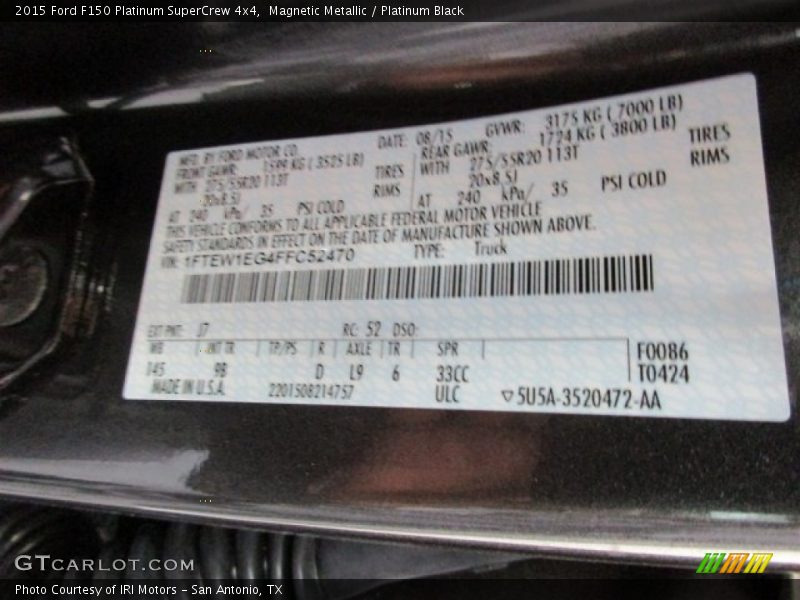 2015 Ford F150 Platinum SuperCrew 4x4, Magnetic Metallic / Platinum Black
MFD. BY FORD MOTOR CO. DATE: 08/15 GVWR: 3175 KG ( 7000 LB)
FRONT GAWR: 1599 KG ( 3525 LB) REAR GAWR: 1724 KG ( 3800 LB)
WITH 275/55R20 113T TIRES WITH 275/55R20 113T TIRES
20x8.5J RIMS 20x8.5J RIMS
AT 240 kPa/ 35 PSI COLD AT 240 kPa/ 35 PSI COLD
THIS VEHICLE CONFORMS TO ALL APPLICABLE FEDERAL MOTOR VEHICLE
SAFETY STANDARDS IN EFFECT ON THE DATE OF MANUFACTURE SHOWN ABOVE.
VIN: 1FTEW1EG4FFC52470 TYPE: Truck
EXT PNT: J7 RC: 52 DSO:
WB INT TR TP/PS R AXLE TR SPR F0086
145 9B D L9 6 33CC T0424
MADE IN U.S.A. 2201508214757 ULC 5U5A-3520472-AA
GTCARLOT.COM
Photo Courtesy of IRI Motors - San Antonio, TX